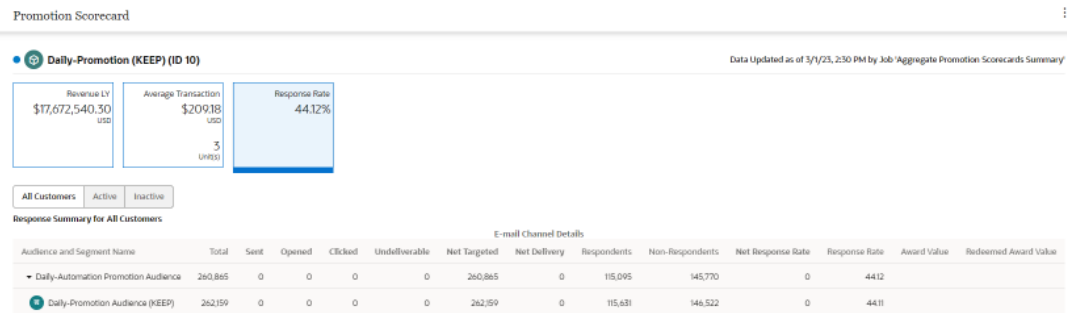 Promotion Scorecard
Daily-Promotion (KEEP) (ID 10)
Data Updated as of 3/1/23, 2:30 PM by Job 'Aggregate Promotion Scorecards Summary'
Revenue LY
$17,672,540.30
USD
Average Transaction
$209.18
USD
3
Unit(s)
Response Rate
44.12%
All Customers Active Inactive
Response Summary for All Customers
E-mail Channel Details
Audience and Segment Name Total Sent Opened Clicked Undeliverable Net Targeted Net Delivery Respondents Non-Respondents Net Response Rate Response Rate Award Value Redeemed Award Value
Daily-Automation Promotion Audience 260,865 0 0 0 0 260,865 0 115,095 145,770 0 44.12
Daily-Promotion Audience (KEEP) 262,159 0 0 0 0 262,159 0 115,631 146,522 0 44.11